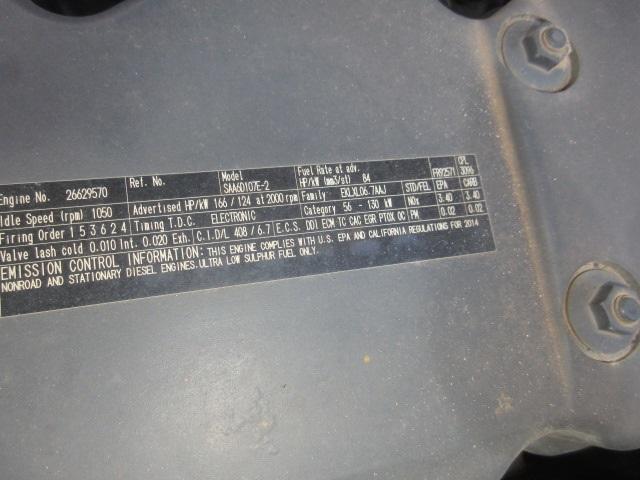 Engine No. 26629570 Ref. No. Model SAA6D107E-2 Fuel Rate at adv. HP/KW (mm3/st) 84 FR92571 CPL 3096
Idle Speed (rpm) 1050 Advertised HP/KW 166 / 124 at 2000 rpm Family EKLXL06.7AAJ STD/FEL EPA CARB
Firing Order 1 5 3 6 2 4 Timing T.D.C. ELECTRONIC Category 56 - 130 kW NOx 3.40 3.40
Valve lash cold 0.010 Int. 0.020 Exh. C.I.D/L 408 / 6.7 E.C.S. DDI ECM TC CAC EGR PTOX OC PM 0.02 0.02
EMISSION CONTROL INFORMATION: THIS ENGINE COMPLIES WITH U.S. EPA AND CALIFORNIA REGULATIONS FOR 2014
NONROAD AND STATIONARY DIESEL ENGINES. ULTRA LOW SULPHUR FUEL ONLY.